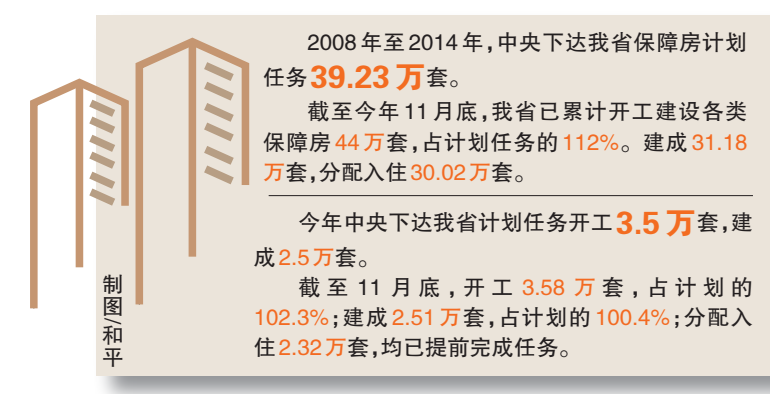 2008年至2014年,中央下达我省保障房计划
任务39.23万套。
截至今年11月底,我省已累计开工建设各类
保障房44万套,占计划任务的112%。建成31.18
万套,分配入住30.02万套。
今年中央下达我省计划任务开工3.5万套,建
成2.5万套。
截至11月底,开工3.58万套,占计划的
102.3%;建成2.51万套,占计划的100.4%;分配入
住2.32万套,均已提前完成任务。
制图/和平